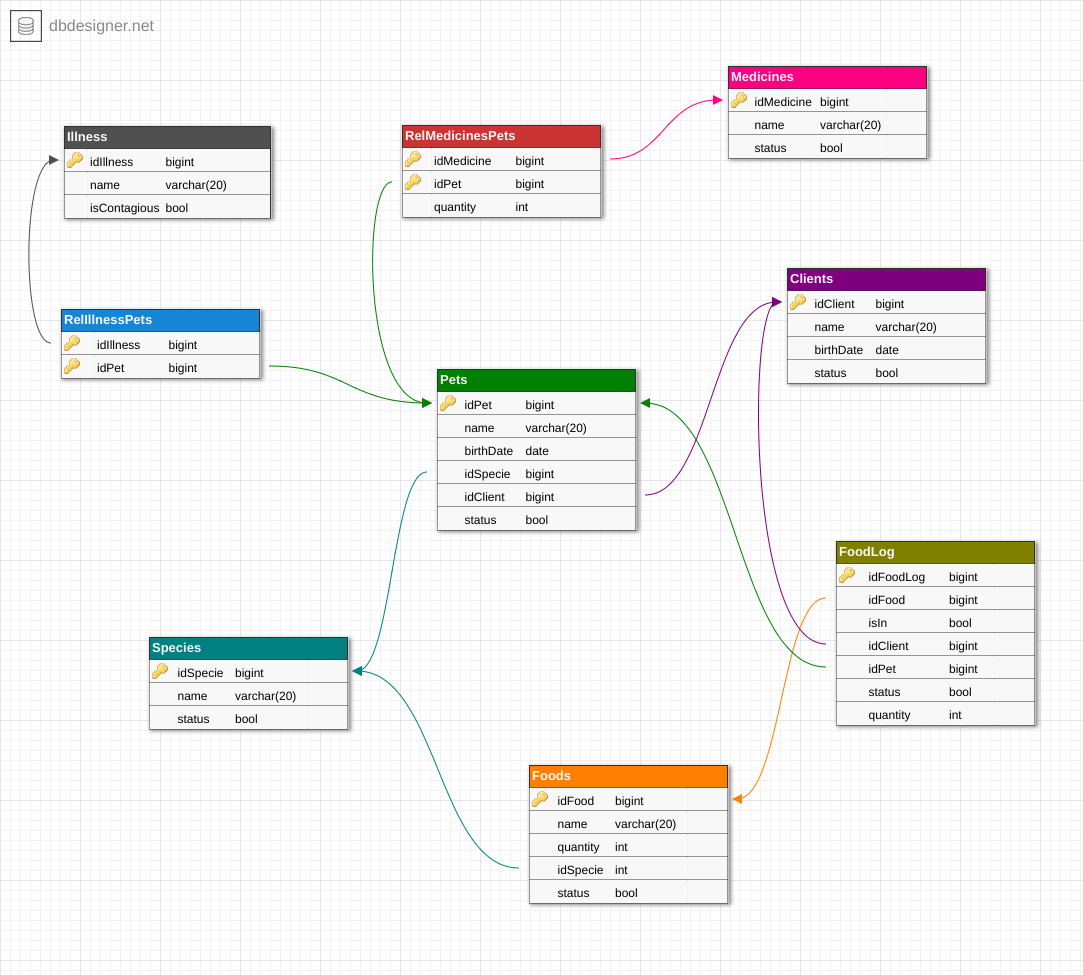 dbdesigner.net
Medicines
idMedicine bigint
name varchar(20)
status bool
Illness
idIllness bigint
name varchar(20)
isContagious bool
RelMedicinesPets
idMedicine bigint
idPet bigint
quantity int
Clients
idClient bigint
name varchar(20)
birthDate date
status bool
RelIllnessPets
idIllness bigint
idPet bigint
Pets
idPet bigint
name varchar(20)
birthDate date
idSpecie bigint
idClient bigint
status bool
FoodLog
idFoodLog bigint
idFood bigint
isIn bool
idClient bigint
idPet bigint
status bool
quantity int
Species
idSpecie bigint
name varchar(20)
status bool
Foods
idFood bigint
name varchar(20)
quantity int
idSpecie int
status bool